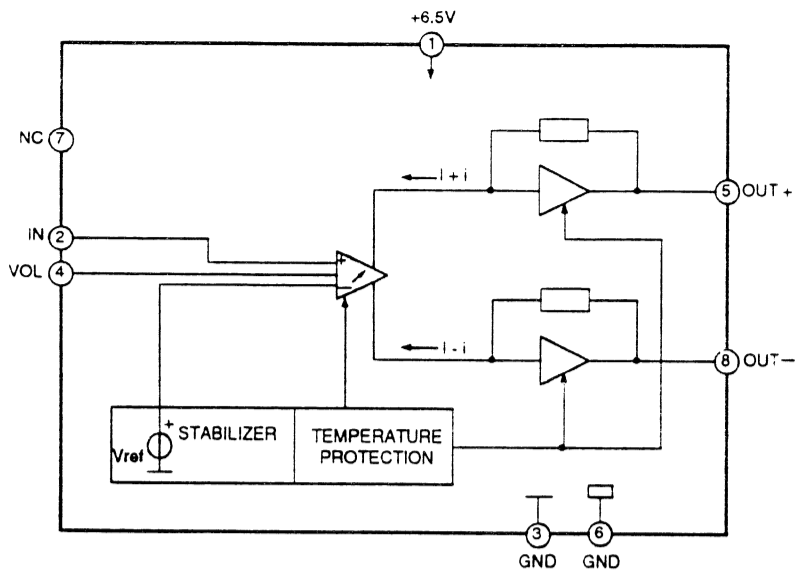 +6.5V
1
NC 7
I + i
5 OUT +
iN 2
VOL 4
+
−
I - i
8 OUT−
+
STABILIZER
Vref
TEMPERATURE
PROTECTION
3
6
GND
GND